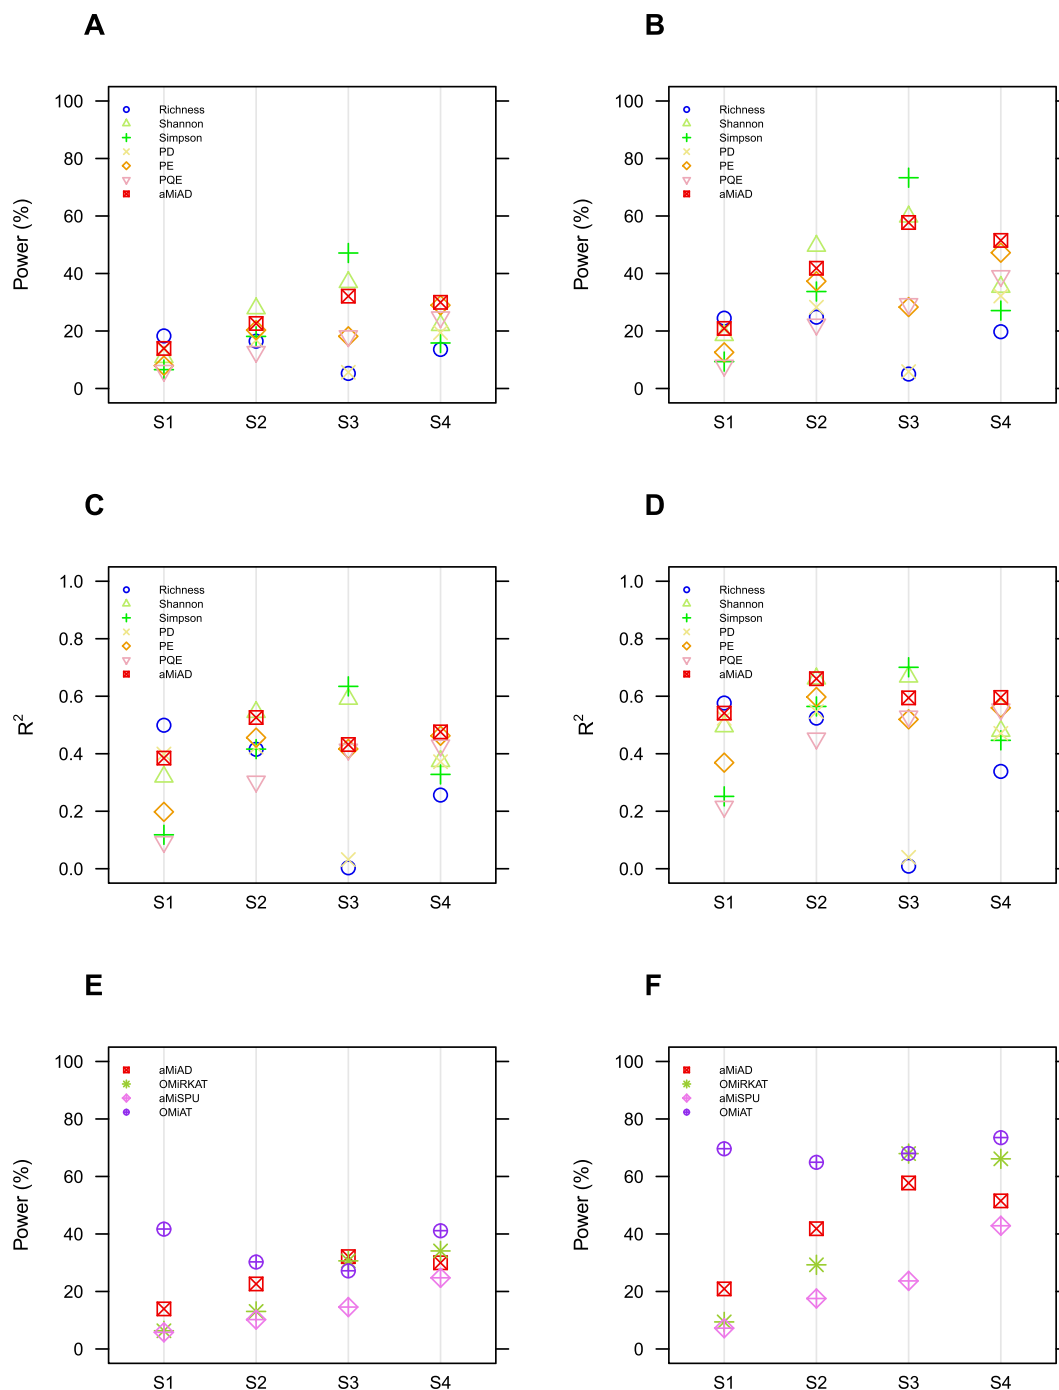 A
Power (%)
100
80
60
40
20
0
Richness
Shannon
Simpson
PD
PE
PQE
aMiAD
S1 S2 S3 S4
B
Power (%)
100
80
60
40
20
0
Richness
Shannon
Simpson
PD
PE
PQE
aMiAD
S1 S2 S3 S4
C
R²
1.0
0.8
0.6
0.4
0.2
0.0
Richness
Shannon
Simpson
PD
PE
PQE
aMiAD
S1 S2 S3 S4
D
1.0
0.8
0.6
0.4
0.2
0.0
Richness
Shannon
Simpson
PD
PE
PQE
aMiAD
S1 S2 S3 S4
E
Power (%)
100
80
60
40
20
0
aMiAD
OMiRKAT
aMiSPU
OMiAT
S1 S2 S3 S4
F
Power (%)
100
80
60
40
20
0
aMiAD
OMiRKAT
aMiSPU
OMiAT
S1 S2 S3 S4